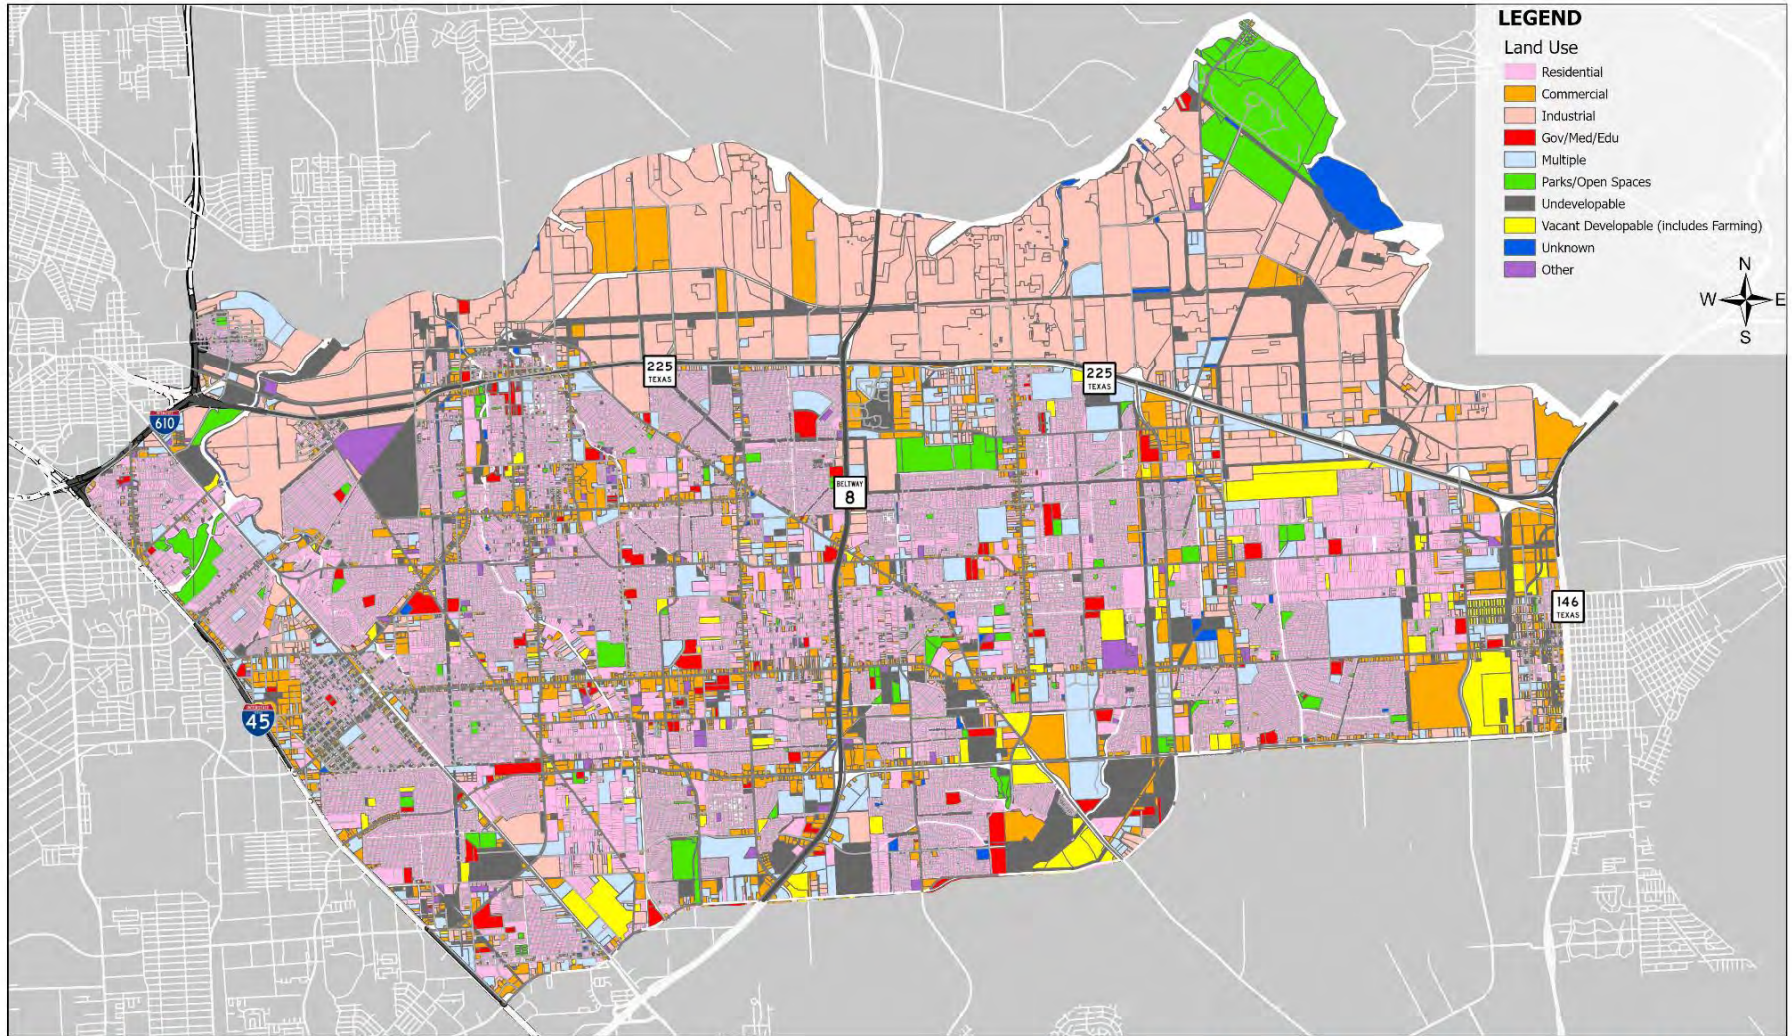 LEGEND
Land Use
Residential
Commercial
Industrial
Gov/Med/Edu
Multiple
Parks/Open Spaces
Undevelopable
Vacant Developable (includes Farming)
Unknown
Other
N
W E
S
225
TEXAS
225
TEXAS
610
BELTWAY
8
146
TEXAS
45